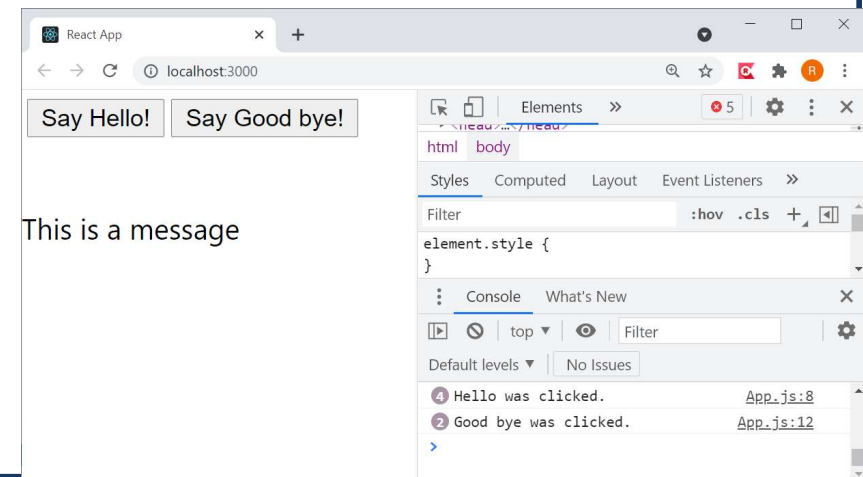 React App
localhost:3000
R
Say Hello! Say Good bye!
This is a message
Elements
5
<head>…</head>
html body
Styles Computed Layout Event Listeners
Filter :hov .cls
element.style {
}
Console What's New
top Filter
Default levels No Issues
4 Hello was clicked. App.js:8
2 Good bye was clicked. App.js:12